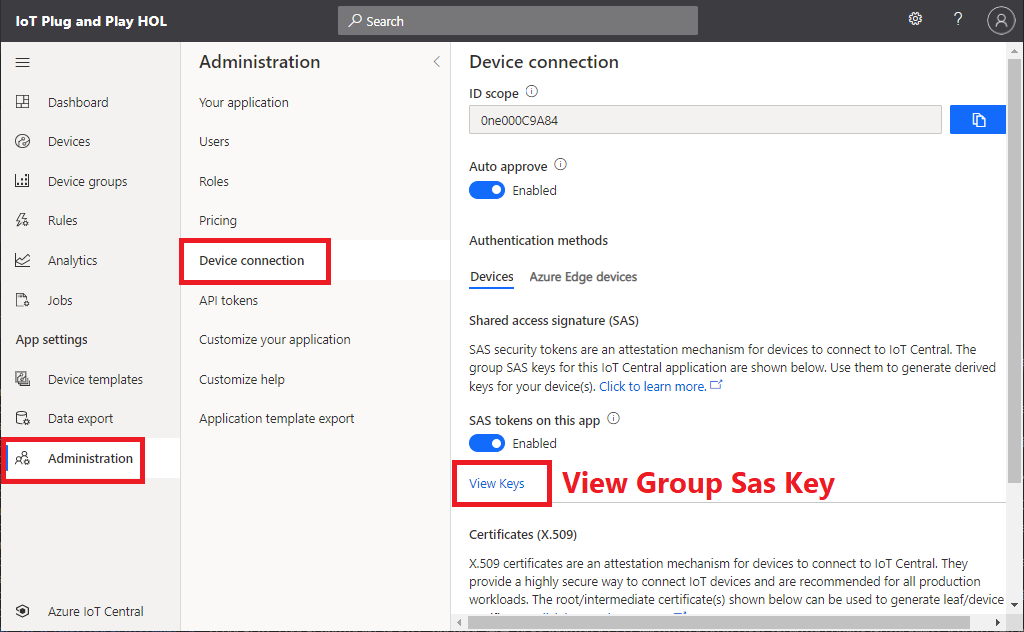 IoT Plug and Play HOL
Search
?
Dashboard
Devices
Device groups
Rules
Analytics
Jobs
App settings
Device templates
Data export
Administration
Azure IoT Central
Administration
Your application
Users
Roles
Pricing
Device connection
API tokens
Customize your application
Customize help
Application template export
Device connection
ID scope
0ne000C9A84
Auto approve
Enabled
Authentication methods
Devices Azure Edge devices
Shared access signature (SAS)
SAS security tokens are an attestation mechanism for devices to connect to IoT Central. The
group SAS keys for this IoT Central application are shown below. Use them to generate derived
keys for your device(s). Click to learn more.
SAS tokens on this app
Enabled
View Keys
View Group Sas Key
Certificates (X.509)
X.509 certificates are an attestation mechanism for devices to connect to IoT Central. They
provide a highly secure way to connect IoT devices and are recommended for all production
workloads. The root/intermediate certificate(s) shown below can be used to generate leaf/device